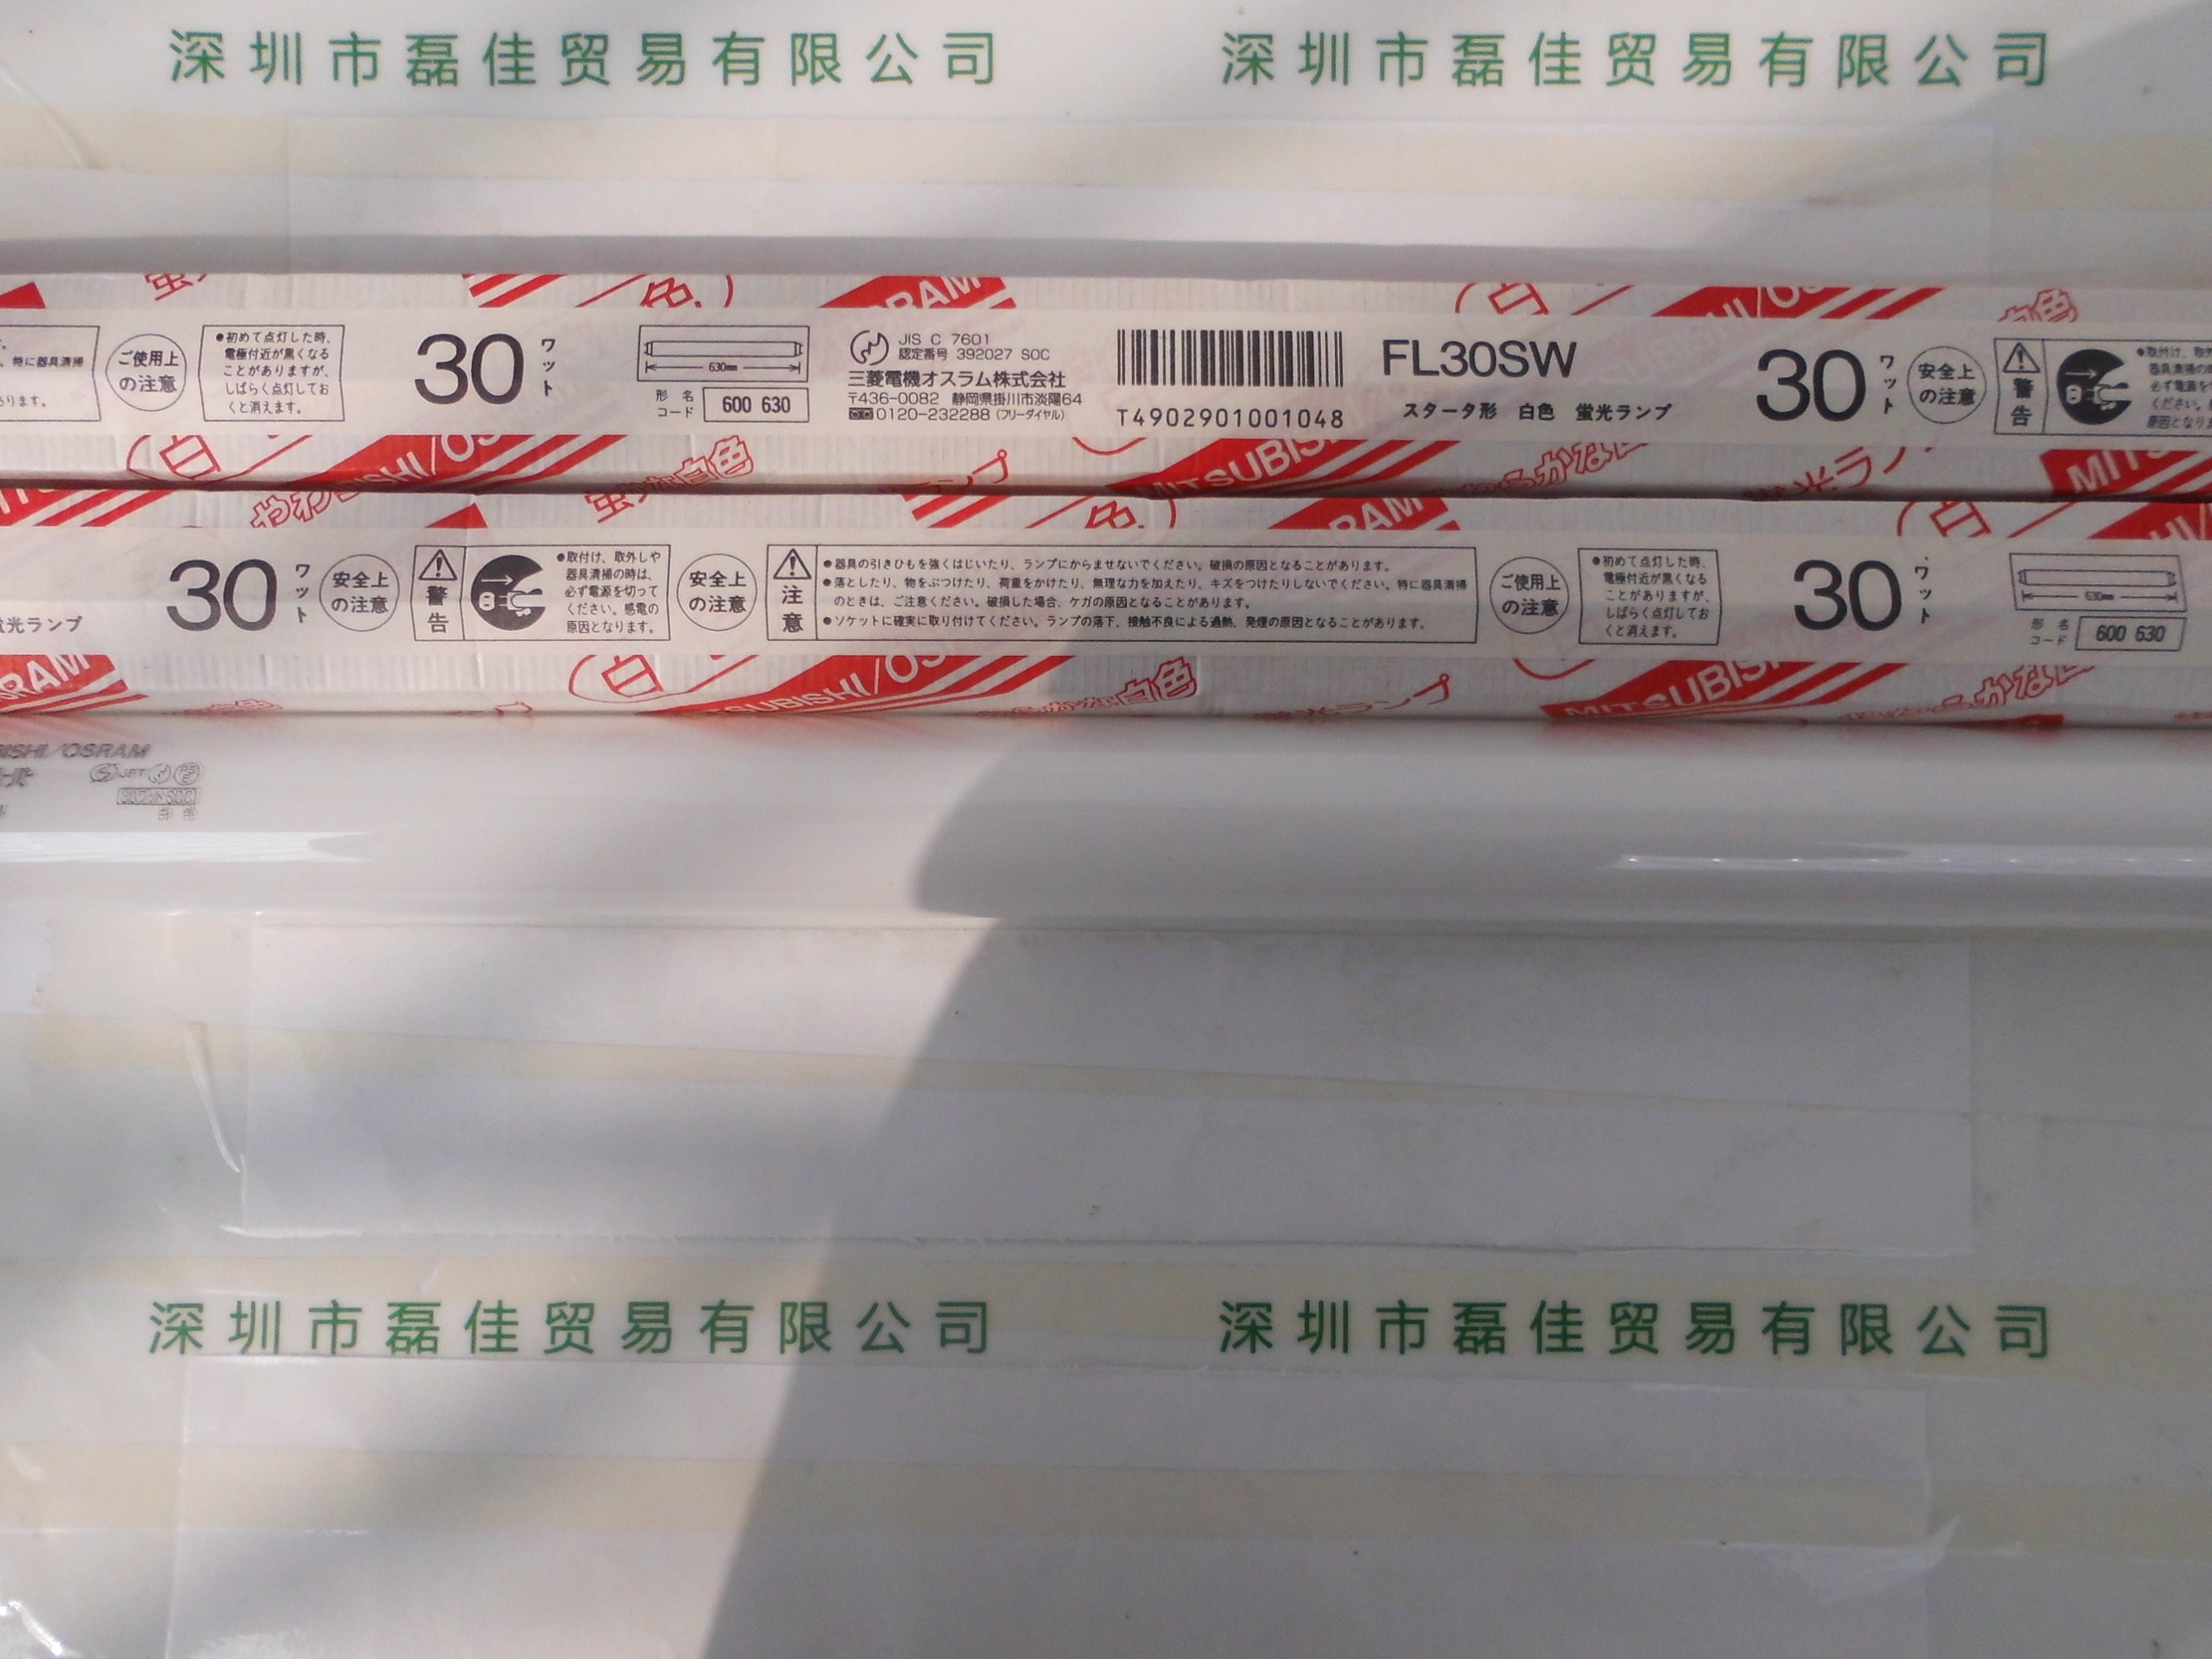 深圳市磊佳贸易有限公司 深圳市磊佳贸易有限公司
ご使用上の注意
●初めて点灯した時、
電極付近が黒くなる
ことがありますが、
しばらく点灯してお
くと消えます。
30ワット
630mm
形名コード 600 630
JIS C 7601
認定番号 392027 SOC
三菱電機オスラム株式会社
〒436-0082 静岡県掛川市淡陽64
0120-232288 (フリーダイヤル)
T4902901001048
FL30SW
スタータ形 白色 蛍光ランプ
30ワット
安全上の注意
警告
MITSUBISHI/OS
30ワット
安全上の注意
警告
●取付け、取外しや
器具清掃の時は、
必ず電源を切って
ください。感電の
原因となります。
安全上の注意
注意
●器具の引きひもを強くはじいたり、ランプにからませないでください。破損の原因となることがあります。
●落としたり、物をぶつけたり、荷重をかけたり、無理な力を加えたり、キズをつけたりしないでください。特に器具清掃
のときは、ご注意ください。破損した場合、ケガの原因となることがあります。
●ソケットに確実に取り付けてください。ランプの落下、接触不良による過熱、発煙の原因となることがあります。
ご使用上の注意
●初めて点灯した時、
電極付近が黒くなる
ことがありますが、
しばらく点灯してお
くと消えます。
30ワット
630mm
形名コード 600 630
BISHI/OSRAM
深圳市磊佳贸易有限公司 深圳市磊佳贸易有限公司